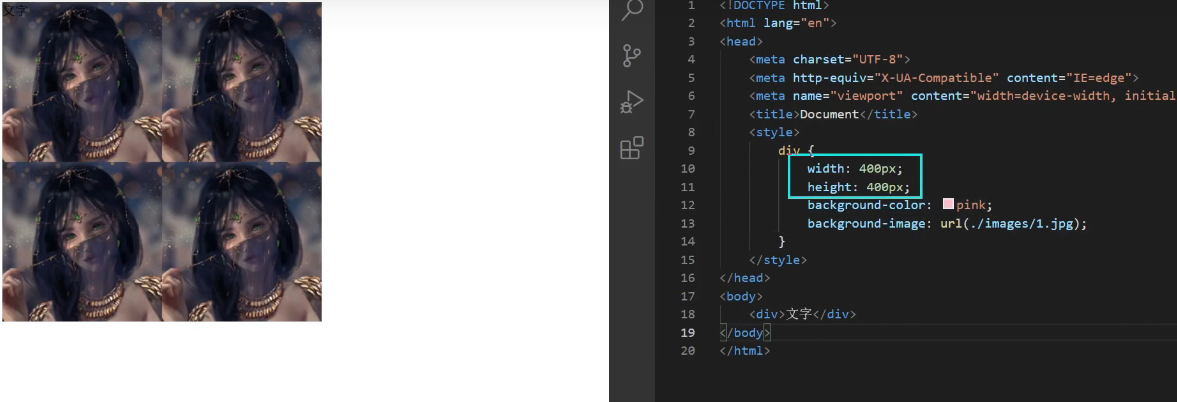 文字
1 <!DOCTYPE html>
2 <html lang="en">
3 <head>
4 <meta charset="UTF-8">
5 <meta http-equiv="X-UA-Compatible" content="IE=edge">
6 <meta name="viewport" content="width=device-width, initial
7 <title>Document</title>
8 <style>
9 div {
10 width: 400px;
11 height: 400px;
12 background-color: pink;
13 background-image: url(./images/1.jpg);
14 }
15 </style>
16 </head>
17 <body>
18 <div>文字</div>
19 </body>
20 </html>